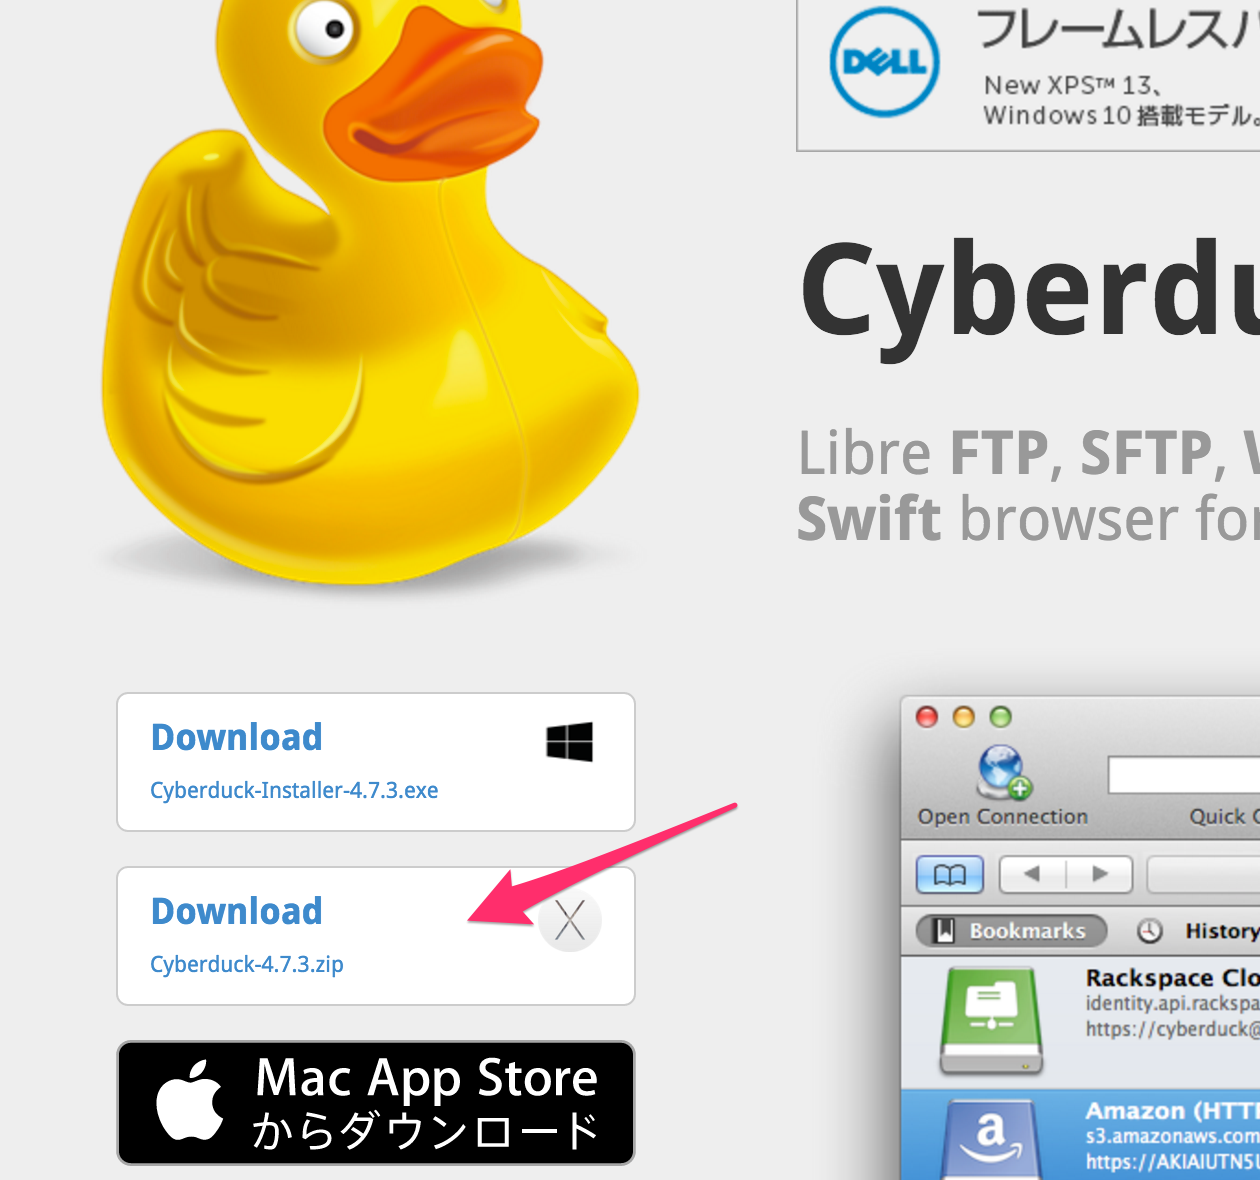 DELL
フレームレス
New XPS™ 13、
Windows 10 搭載モデル。
Cyberdu
Libre FTP, SFTP,
Swift browser for
Download
Cyberduck-Installer-4.7.3.exe
Download
Cyberduck-4.7.3.zip
Mac App Store
からダウンロード
Open Connection
Quick C
Bookmarks
History
Rackspace Clo
identity.api.rackspa
https://cyberduck@
Amazon (HTT
s3.amazonaws.com
https://AKIAIUTN5U